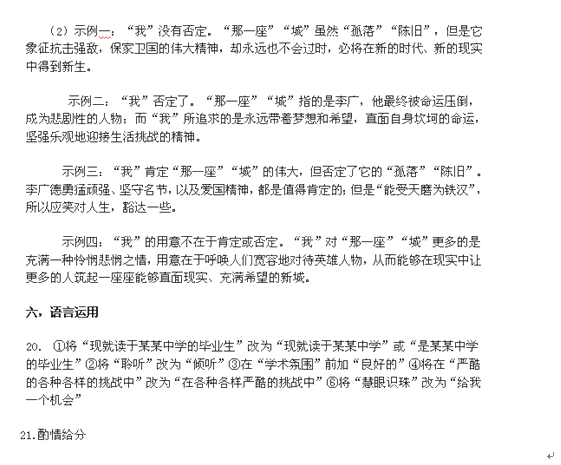 （2）示例一：“我”没有否定。“那一座”“城”虽然“孤落”“陈旧”，但是它
象征抗击强敌，保家卫国的伟大精神，却永远也不会过时，必将在新的时代、新的现实
中得到新生。
示例二：“我”否定了。“那一座”“城”指的是李广，他最终被命运压倒，
成为悲剧性的人物；而“我”所追求的是永远带着梦想和希望，直面自身坎坷的命运，
坚强乐观地迎接生活挑战的精神。
示例三：“我”肯定“那一座”“城”的伟大，但否定了它的“孤落”“陈旧”。
李广德勇猛顽强、坚守名节，以及爱国精神，都是值得肯定的；但是“能受天磨为铁汉”，
所以应笑对人生，豁达一些。
示例四：“我”的用意不在于肯定或否定。“我”对“那一座”“城”更多的是
充满一种怜悯悲悯之情，用意在于呼唤人们宽容地对待英雄人物，从而能够在现实中让
更多的人筑起一座座能够直面现实、充满希望的新城。
六，语言运用
20. ①将“现就读于某某中学的毕业生”改为“现就读于某某中学”或“是某某中学
的毕业生”②将“聆听”改为“倾听”③在“学术氛围”前加“良好的”④将在“严酷
的各种各样的挑战中”改为“在各种各样严酷的挑战中”⑥将“慧眼识珠”改为“给我
一个机会”
21.酌情给分